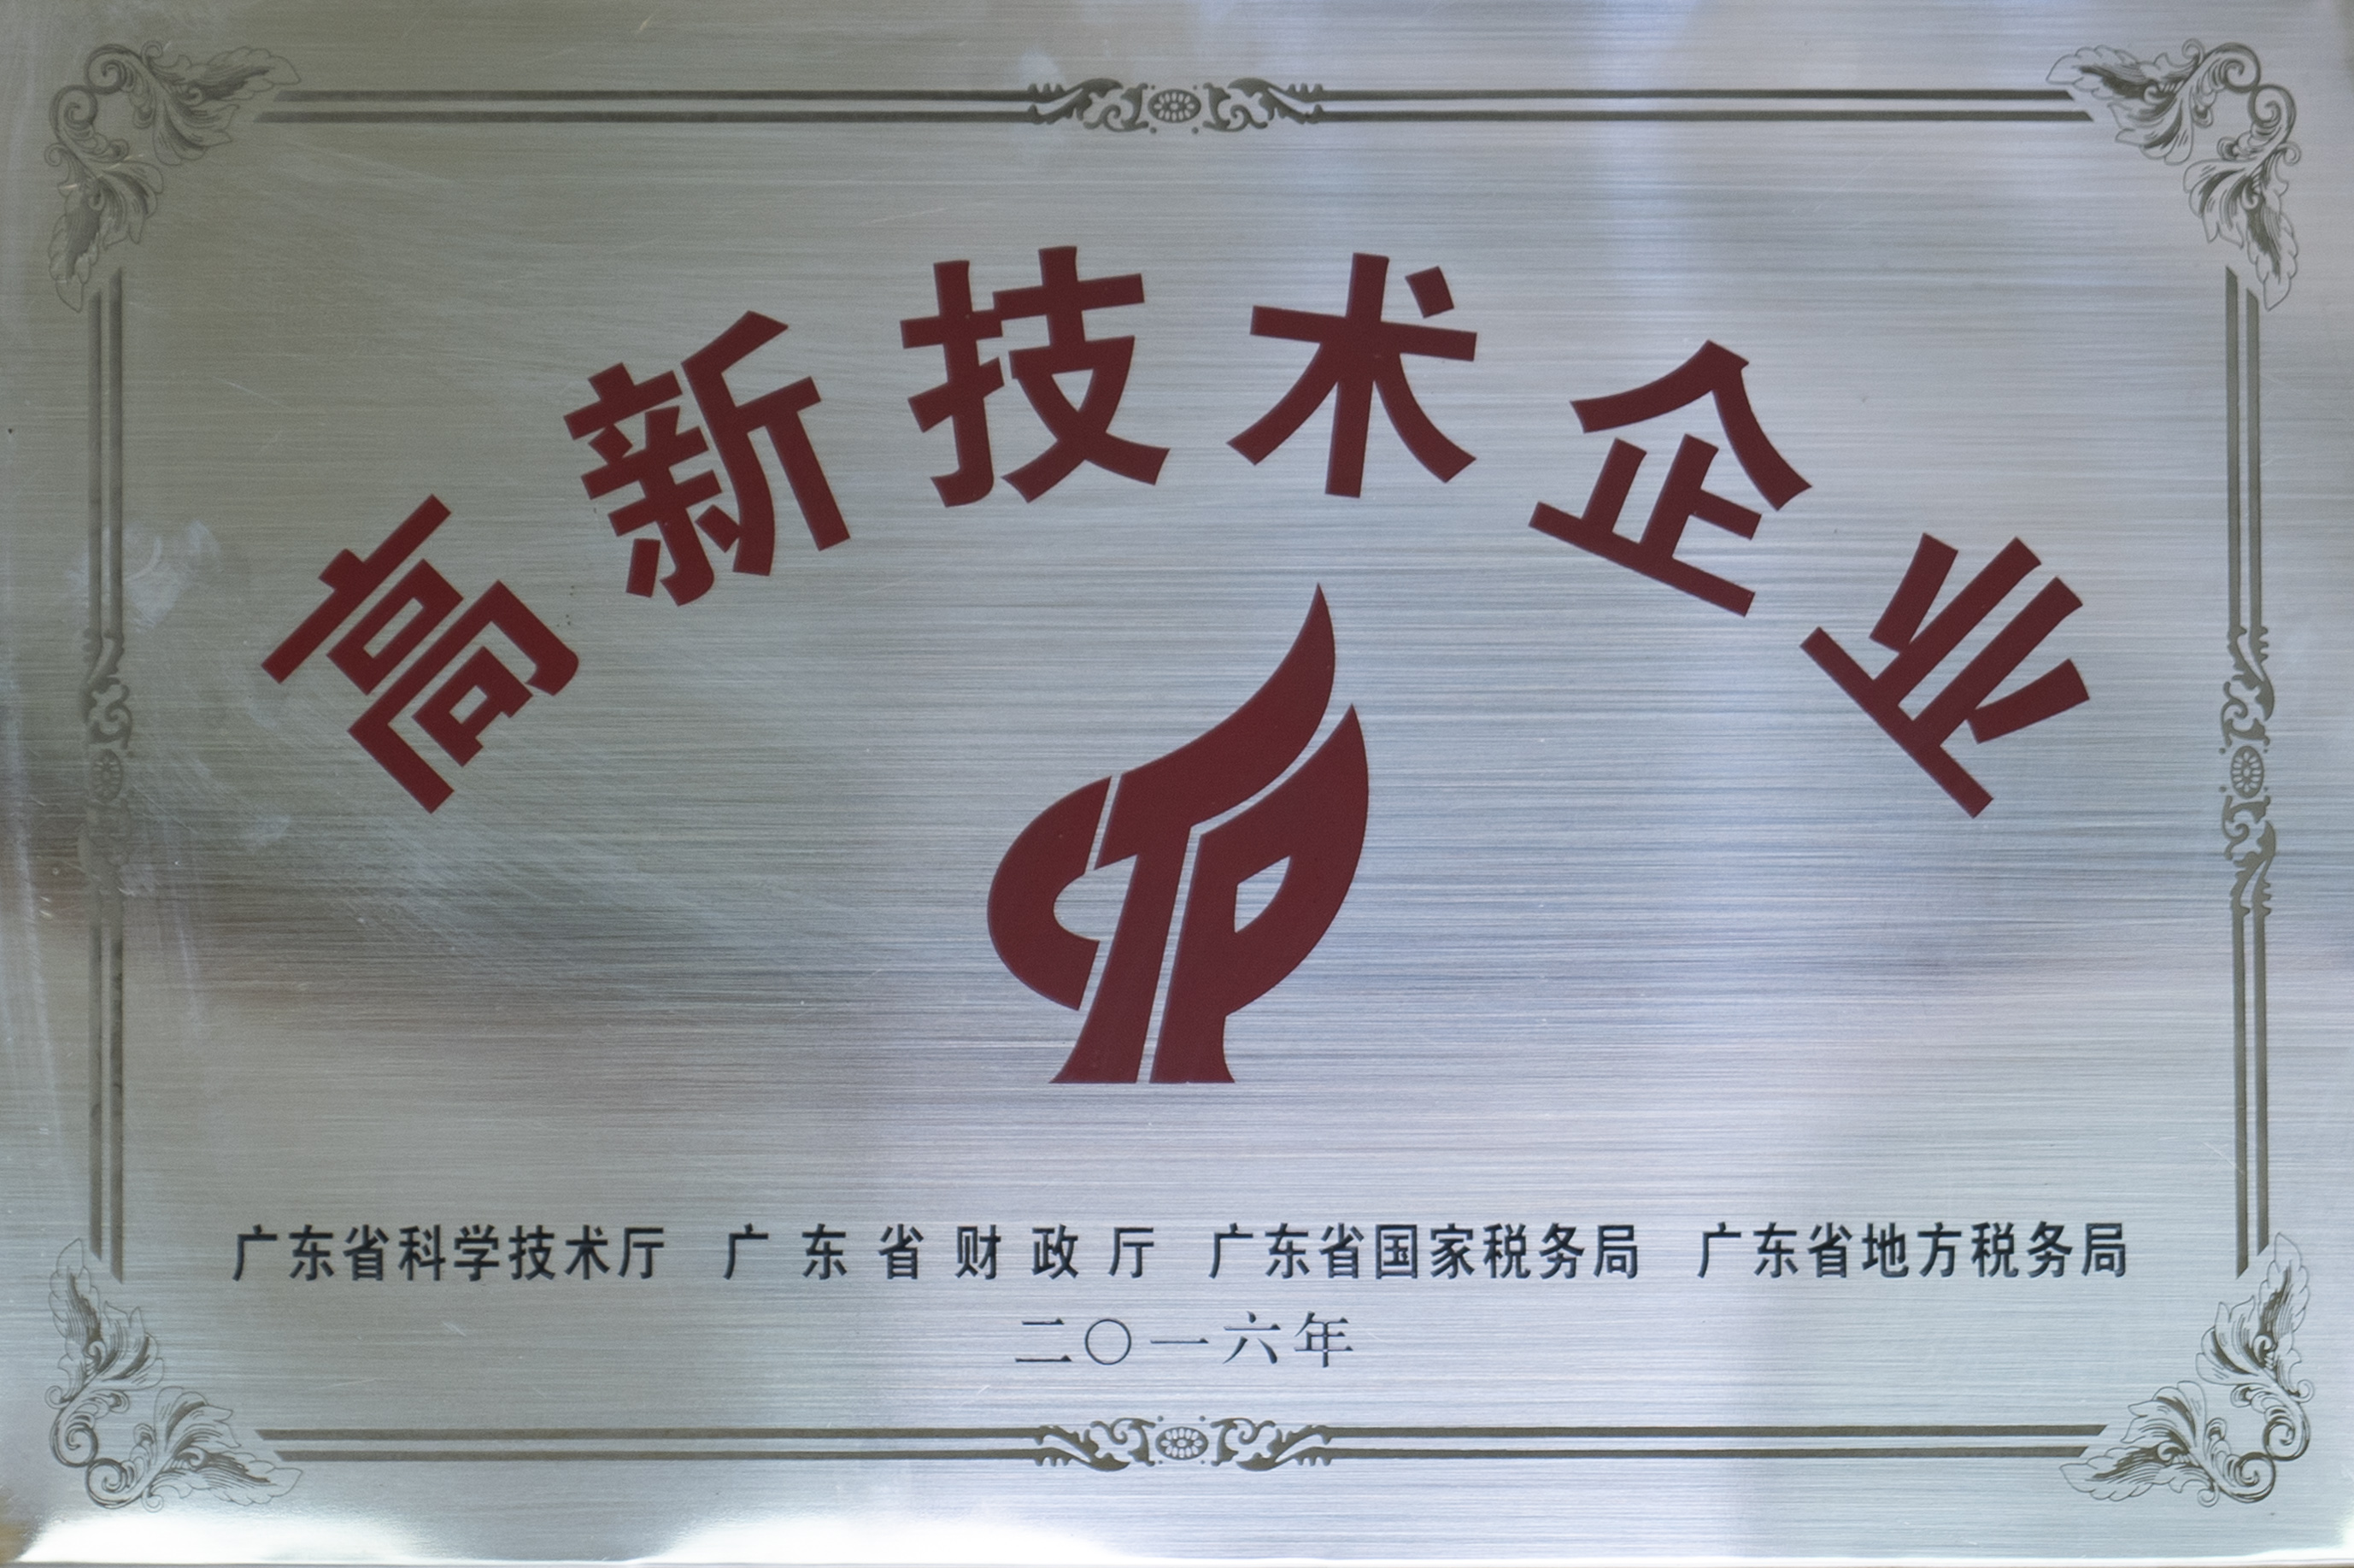 高新技术企业
广东省科学技术厅 广东省财政厅 广东省国家税务局 广东省地方税务局
二〇一六年